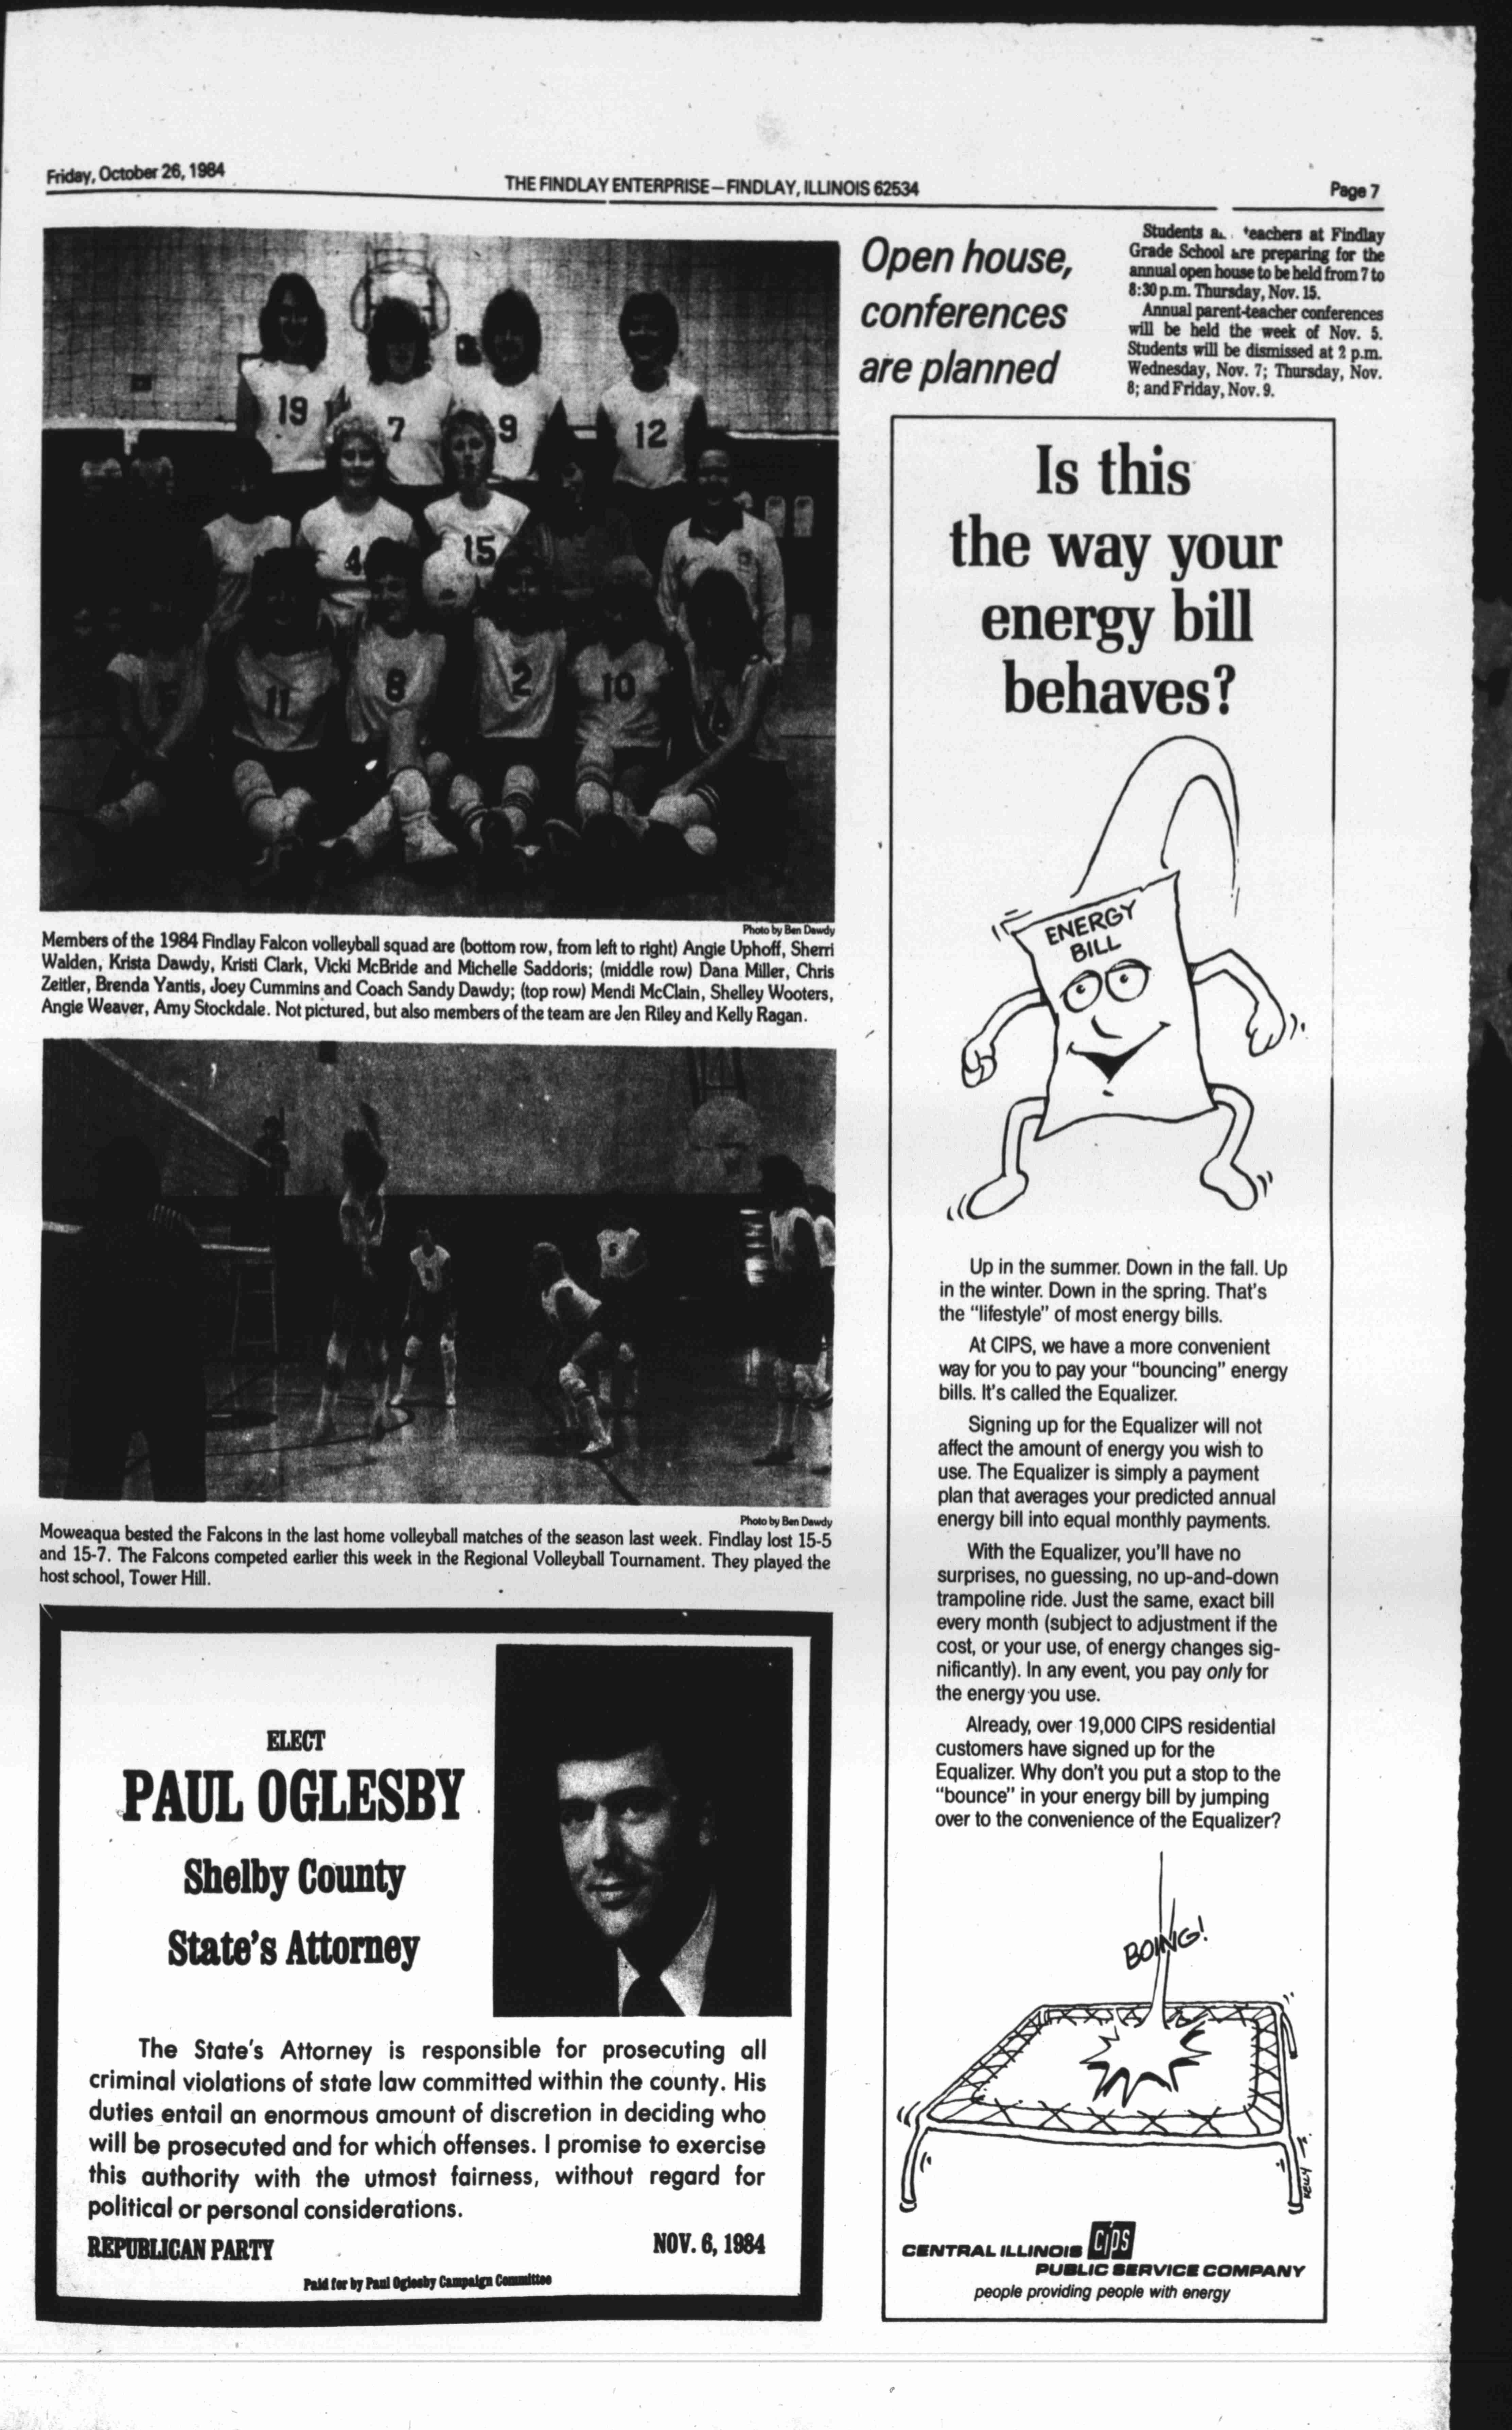 Friday, October 26, 1984
THE FINDLAY ENTERPRISE—FINDLAY, ILLINOIS 62534
Page 7
19
7
9
12
4
15
11
8
2
10
Photo by Ben Dawdy
Members of the 1984 Findlay Falcon volleyball squad are (bottom row, from left to right) Angie Uphoff, Sherri
Walden, Krista Dawdy, Kristi Clark, Vicki McBride and Michelle Saddoris; (middle row) Dana Miller, Chris
Zeitler, Brenda Yantis, Joey Cummins and Coach Sandy Dawdy; (top row) Mendi McClain, Shelley Wooters,
Angie Weaver, Amy Stockdale. Not pictured, but also members of the team are Jen Riley and Kelly Ragan.
Photo by Ben Dawdy
Moweaqua bested the Falcons in the last home volleyball matches of the season last week. Findlay lost 15-5
and 15-7. The Falcons competed earlier this week in the Regional Volleyball Tournament. They played the
host school, Tower Hill.
ELECT
PAUL OGLESBY
Shelby County
State's Attorney
The State's Attorney is responsible for prosecuting all
criminal violations of state law committed within the county. His
duties entail an enormous amount of discretion in deciding who
will be prosecuted and for which offenses. I promise to exercise
this authority with the utmost fairness, without regard for
political or personal considerations.
REPUBLICAN PARTY
NOV. 6, 1984
Paid for by Paul Oglesby Campaign Committee
Open house,
conferences
are planned
Students teachers at Findlay
Grade School are preparing for the
annual open house to be held from 7 to
8:30 p.m. Thursday, Nov. 15.
Annual parent-teacher conferences
will be held the week of Nov. 5.
Students will be dismissed at 2 p.m.
Wednesday, Nov. 7; Thursday, Nov.
8; and Friday, Nov. 9.
Is this
the way your
energy bill
behaves?
ENERGY
BILL
Up in the summer. Down in the fall. Up
in the winter. Down in the spring. That's
the "lifestyle" of most energy bills.
At CIPS, we have a more convenient
way for you to pay your "bouncing" energy
bills. It's called the Equalizer.
Signing up for the Equalizer will not
affect the amount of energy you wish to
use. The Equalizer is simply a payment
plan that averages your predicted annual
energy bill into equal monthly payments.
With the Equalizer, you'll have no
surprises, no guessing, no up-and-down
trampoline ride. Just the same, exact bill
every month (subject to adjustment if the
cost, or your use, of energy changes sig-
nificantly). In any event, you pay only for
the energy you use.
Already, over 19,000 CIPS residential
customers have signed up for the
Equalizer. Why don't you put a stop to the
"bounce" in your energy bill by jumping
over to the convenience of the Equalizer?
BOING!
KELLY
CENTRAL ILLINOIS cips
PUBLIC SERVICE COMPANY
people providing people with energy